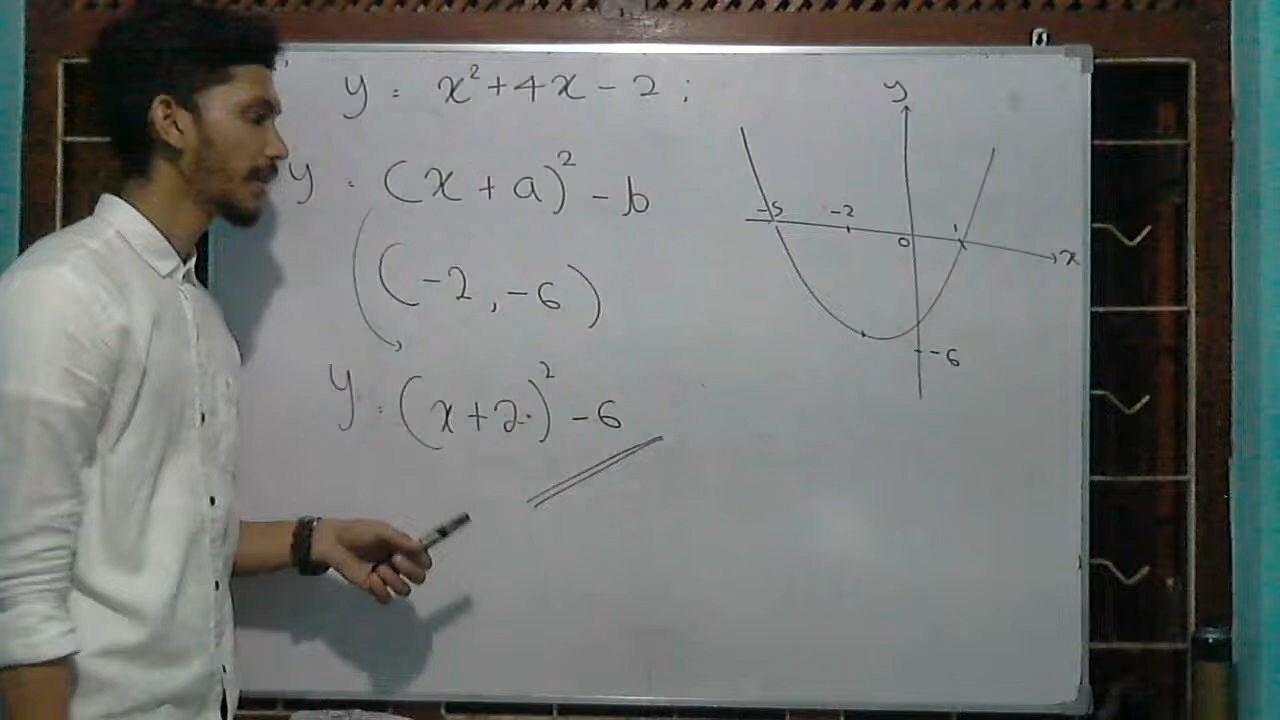 y = x² + 4x - 2 ;
y = (x + a)² - b
(-2, -6)
y = (x + 2)² - 6
y
-5
-2
0
1
x
-6